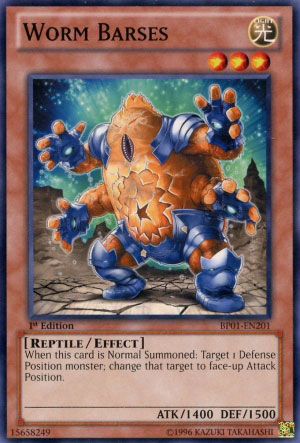 WORM BARSES
LIGHT
光
1st Edition
BP01-EN201
[REPTILE / EFFECT]
When this card is Normal Summoned: Target 1 Defense
Position monster; change that target to face-up Attack
Position.
ATK/1400 DEF/1500
15658249
©1996 KAZUKI TAKAHASHI